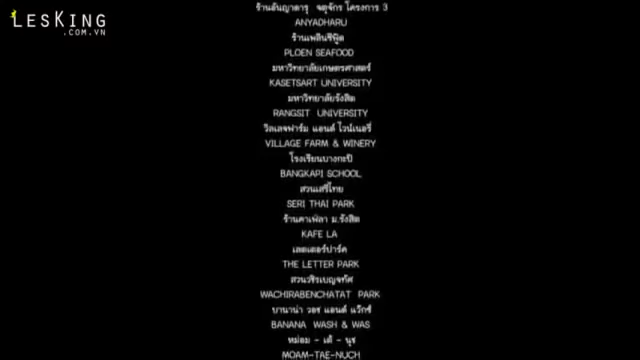 LESKING
.COM.VN
ร้านอันญาดารุ จตุจักร โครงการ 3
ANYADHARU
ร้านเพลินซีฟู๊ด
PLOEN SEAFOOD
มหาวิทยาลัยเกษตรศาสตร์
KASETSART UNIVERSITY
มหาวิทยาลัยรังสิต
RANGSIT UNIVERSITY
วิลเลจฟาร์ม แอนด์ ไวน์เนอรี่
VILLAGE FARM & WINERY
โรงเรียนบางกะปิ
BANGKAPI SCHOOL
สวนเสรีไทย
SERI THAI PARK
ร้านคาเฟ่ลา ม.รังสิต
KAFE LA
เลตเตอร์ปาร์ค
THE LETTER PARK
สวนวชิรเบญจทัศ
WACHIRABENCHATAT PARK
บานาน่า วอช แอนด์ แว๊กซ์
BANANA WASH & WAS
หม่อม - เต้ - นุช
MOAM-TAE-NUCH